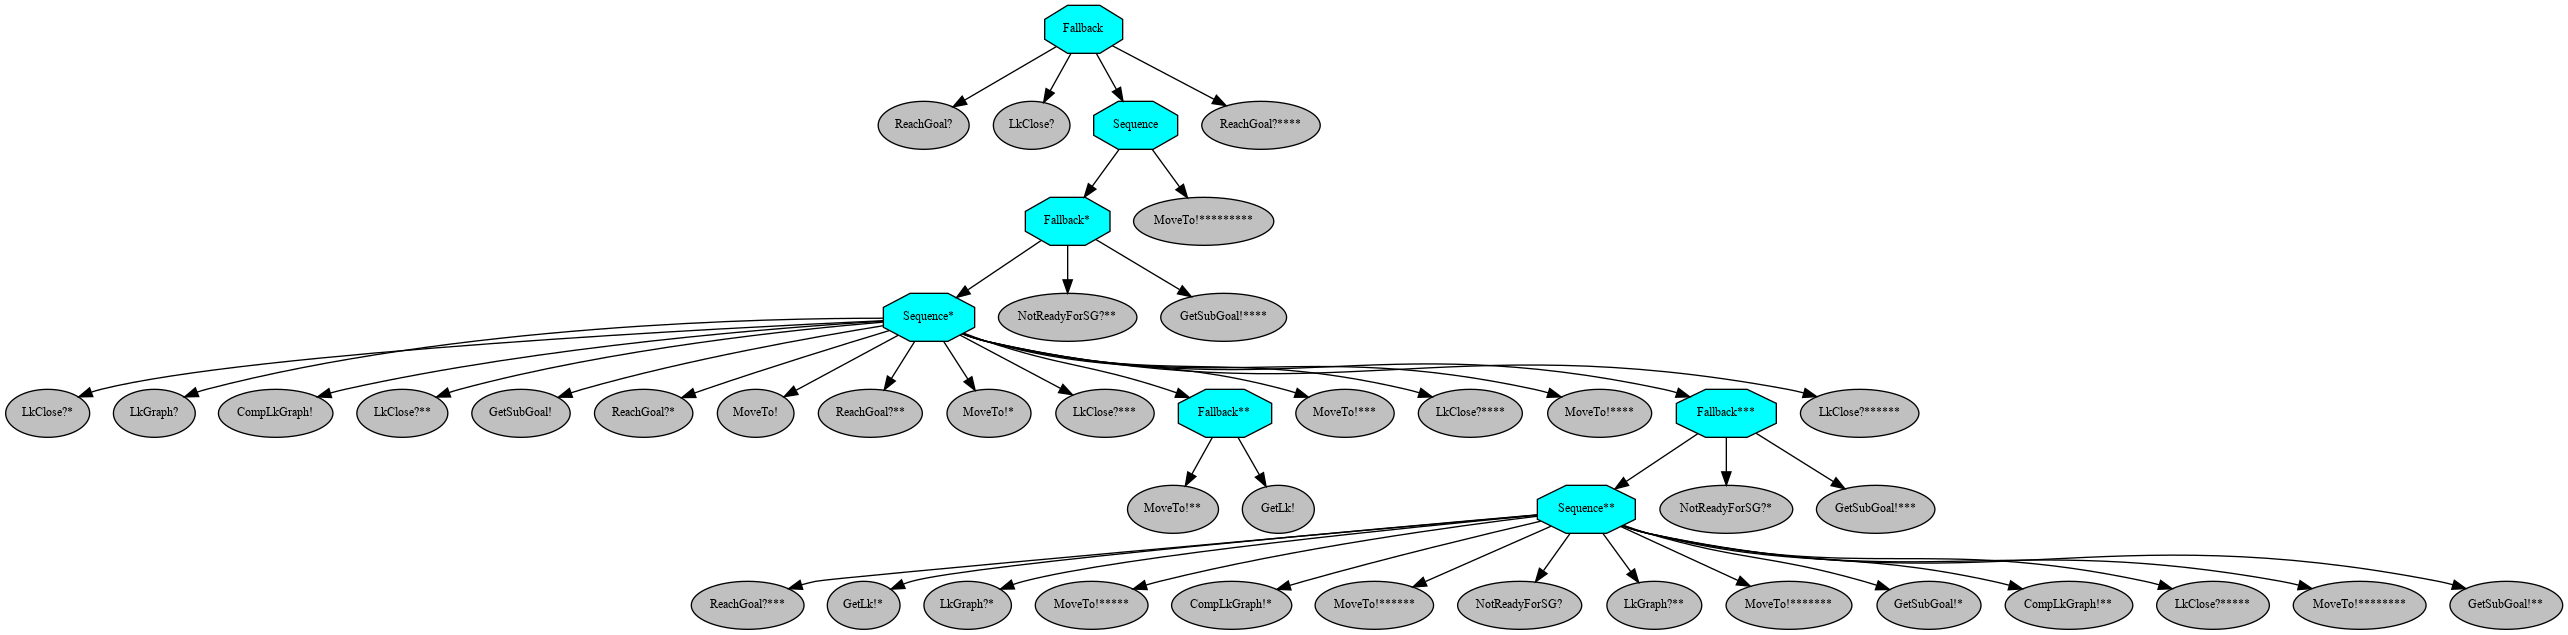 Fallback
ReachGoal?
LkClose?
Sequence
ReachGoal?****
Fallback*
MoveTo!*********
Sequence*
NotReadyForSG?**
GetSubGoal!****
LkClose?*
LkGraph?
CompLkGraph!
LkClose?**
GetSubGoal!
ReachGoal?*
MoveTo!
ReachGoal?**
MoveTo!*
LkClose?***
Fallback**
MoveTo!***
LkClose?****
MoveTo!****
Fallback***
LkClose?******
MoveTo!**
GetLk!
Sequence**
NotReadyForSG?*
GetSubGoal!***
ReachGoal?***
GetLk!*
LkGraph?*
MoveTo!*****
CompLkGraph!*
MoveTo!******
NotReadyForSG?
LkGraph?**
MoveTo!*******
GetSubGoal!*
CompLkGraph!**
LkClose?*****
MoveTo!********
GetSubGoal!**